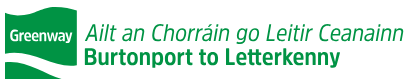 Greenway
Ailt an Chorráin go Leitir Ceanainn
Burtonport to Letterkenny